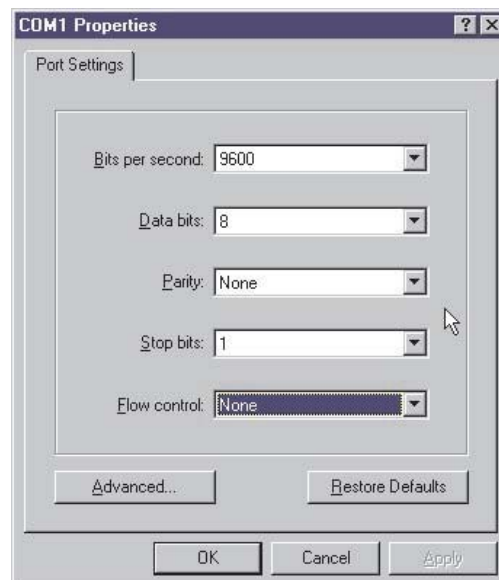 COM1 Properties
Port Settings
Bits per second: 9600
Data bits: 8
Parity: None
Stop bits: 1
Flow control: None
Advanced... Restore Defaults
OK Cancel Apply